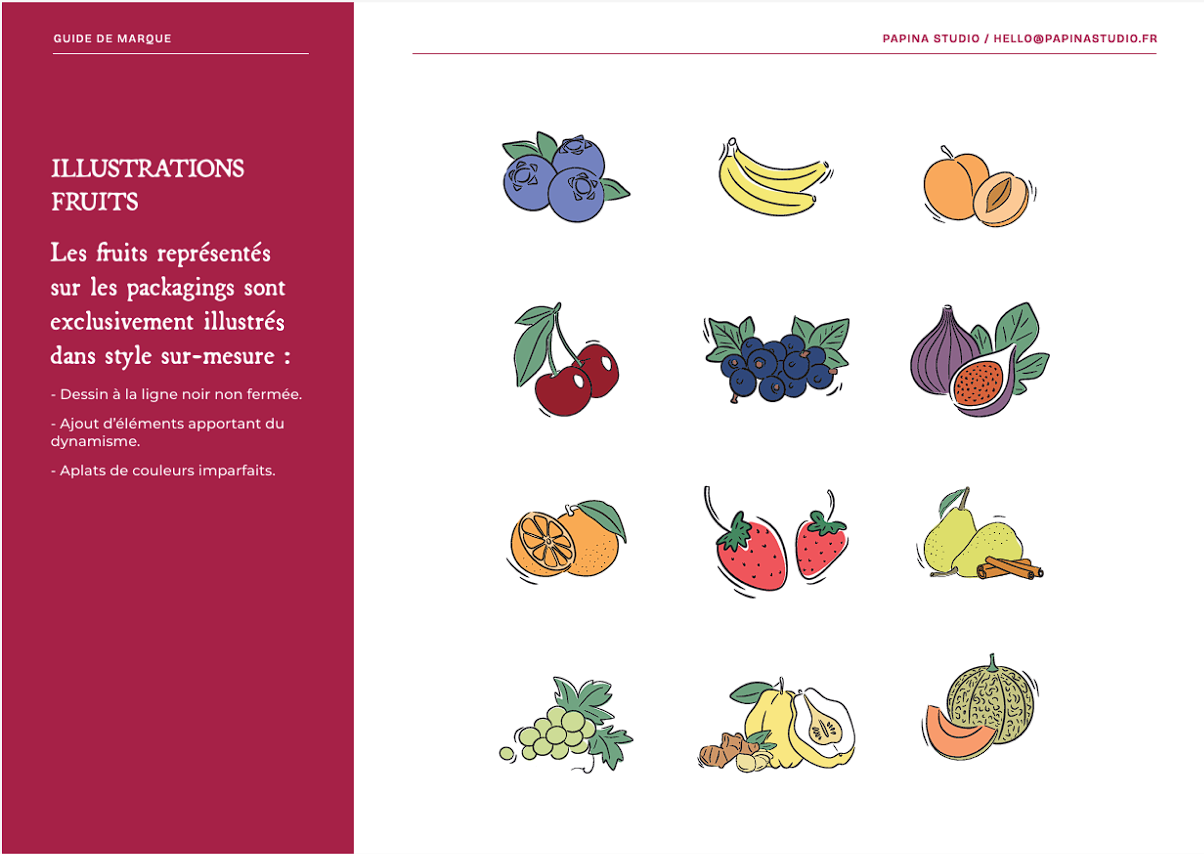 GUIDE DE MARQUE
PAPINA STUDIO / HELLO@PAPINASTUDIO.FR
ILLUSTRATIONS
FRUITS
Les fruits représentés
sur les packagings sont
exclusivement illustrés
dans style sur-mesure :
- Dessin à la ligne noir non fermée.
- Ajout d'éléments apportant du
dynamisme.
- Aplats de couleurs imparfaits.